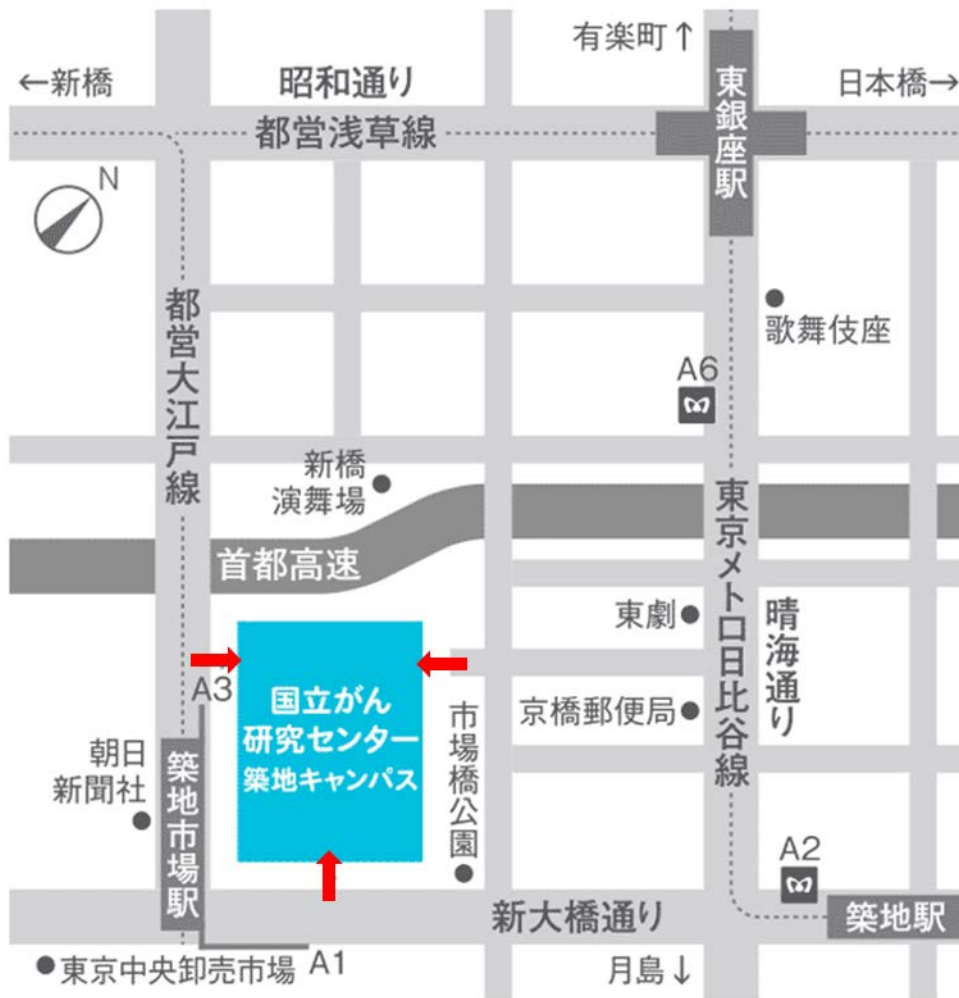 有楽町↑
←新橋
昭和通り
日本橋→
都営浅草線
東銀座駅
N
都営大江戸線
歌舞伎座
A6
新橋
演舞場
東京メトロ日比谷線
首都高速
東劇
晴海通り
A3
国立がん
研究センター
築地キャンパス
市場橋公園
京橋郵便局
朝日
新聞社
築地市場駅
A2
新大橋通り
築地駅
東京中央卸売市場
A1
月島↓